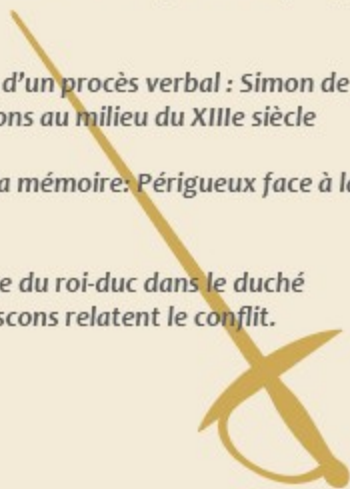 d’un procès verbal : Simon de
ons au milieu du XIIIe siècle
a mémoire: Périgueux face à la
e du roi-duc dans le duché
scons relatent le conflit.